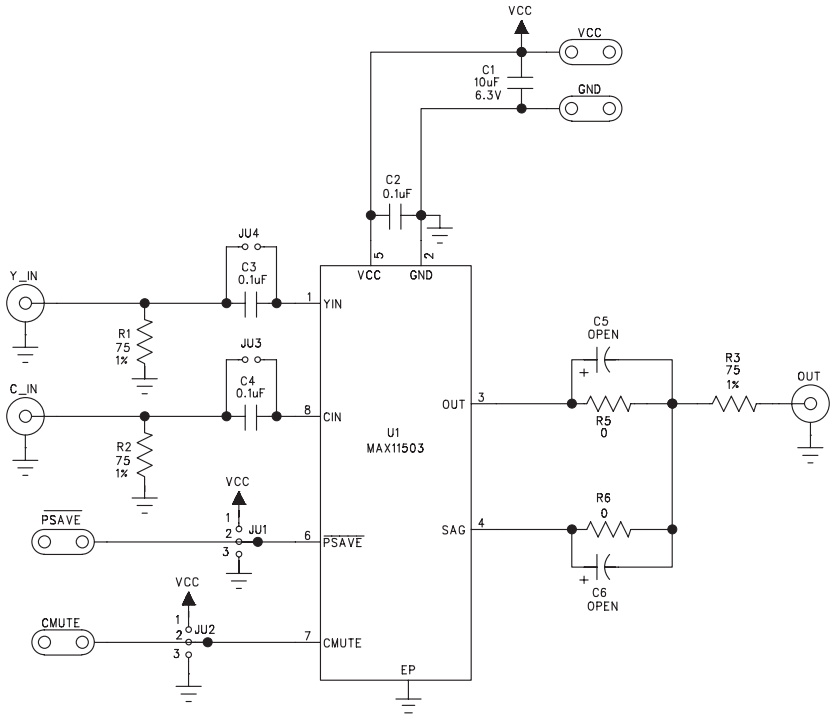 VCC
VCC
C1
10uF
6.3V
GND
C2
0.1uF
5
2
VCC
GND
JU4
C3
0.1uF
Y_IN
1
YIN
R1
75
1%
JU3
C4
0.1uF
C_IN
8
CIN
R2
75
1%
U1
MAX11503
C5
OPEN
+
R3
75
1%
OUT
OUT
3
R5
0
VCC
PSAVE
1
2
3
JU1
6
PSAVE
SAG
4
R6
0
+
C6
OPEN
VCC
CMUTE
1
2
3
JU2
7
CMUTE
EP